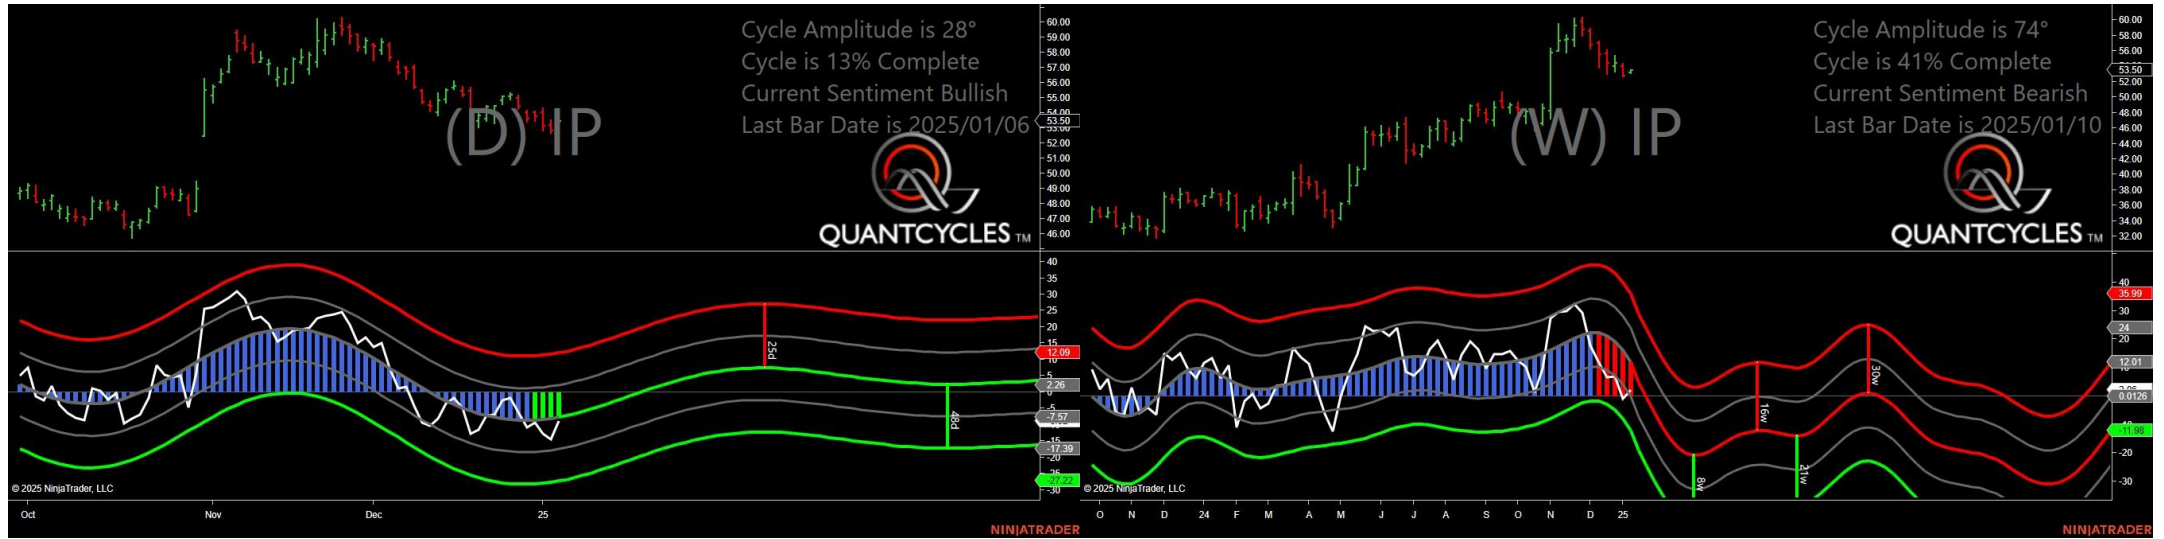 Cycle Amplitude is 28°
Cycle is 13% Complete
Current Sentiment Bullish
Last Bar Date is 2025/01/06
(D) IP
QUANTCYCLES TM
60.00
59.00
58.00
57.00
56.00
55.00
54.00
53.50
53.00
52.00
51.00
50.00
49.00
48.00
47.00
46.00
40
35
30
25
20
15
12.09
2.26
0
-5
-7.57
-15
-17.39
-20
-27.22
-30
25d
48d
© 2025 NinjaTrader, LLC
Oct
Nov
Dec
25
NINJATRADER
Cycle Amplitude is 74°
Cycle is 41% Complete
Current Sentiment Bearish
Last Bar Date is 2025/01/10
(W) IP
QUANTCYCLES TM
60.00
58.00
56.00
53.50
52.00
50.00
48.00
46.00
44.00
42.00
40.00
38.00
36.00
34.00
32.00
40
35.99
30
24
20
12.01
0.0126
-11.98
-20
-30
8w
16w
21w
30w
© 2025 NinjaTrader, LLC
O N D 24 F M A M J J A S O N D 25
NINJATRADER